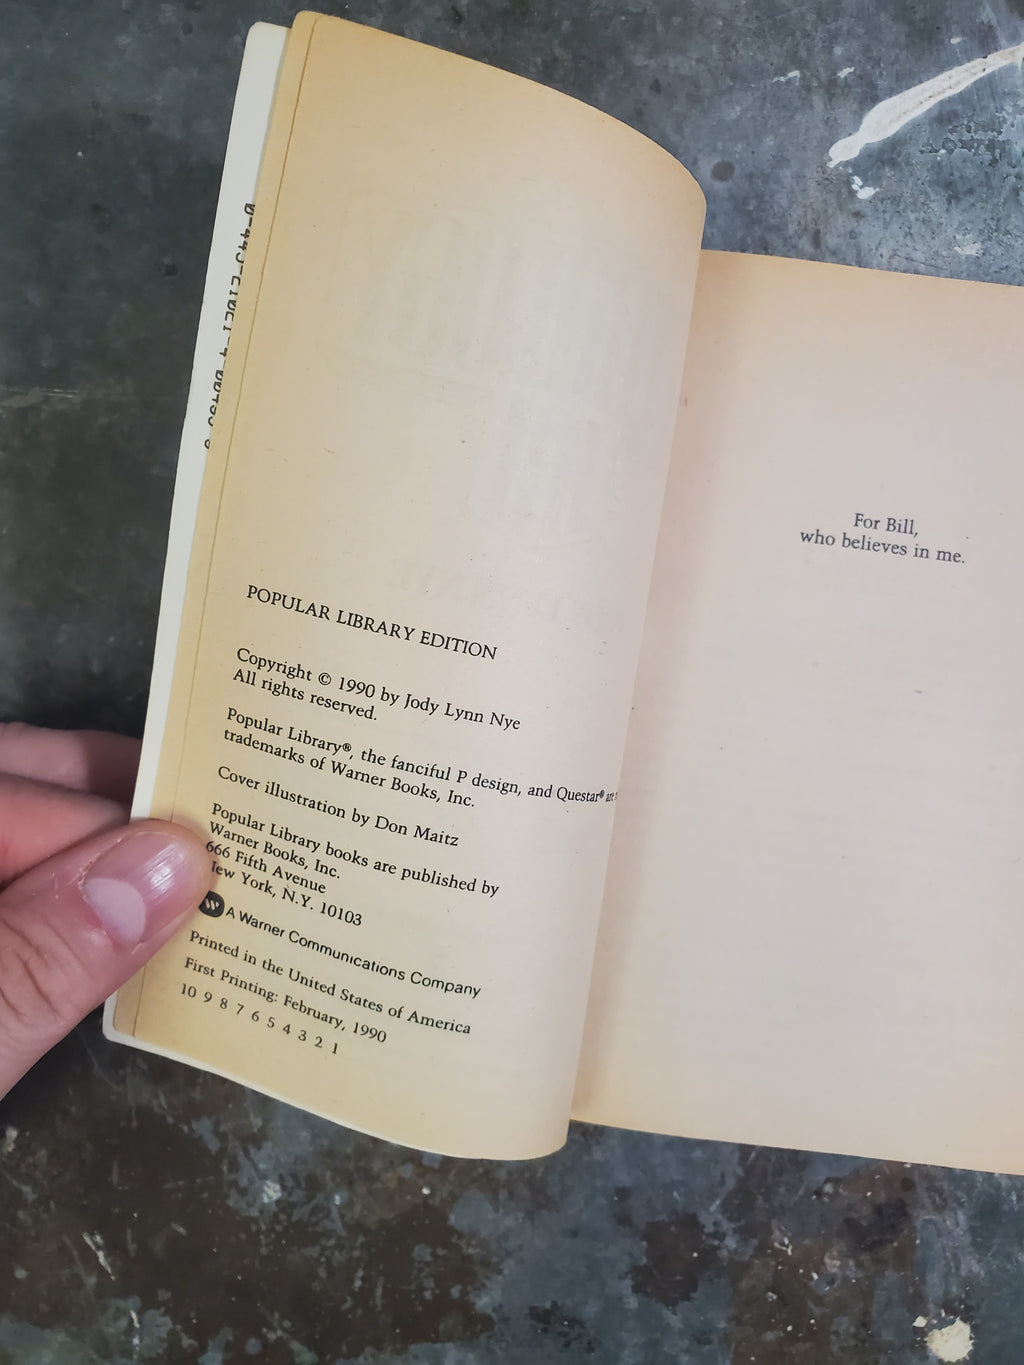 POPULAR LIBRARY EDITION
Copyright © 1990 by Jody Lynn Nye
All rights reserved.
Popular Library®, the fanciful P design, and Questar® are
trademarks of Warner Books, Inc.
Cover illustration by Don Maitz
Popular Library books are published by
Warner Books, Inc.
666 Fifth Avenue
New York, N.Y. 10103
W A Warner Communications Company
Printed in the United States of America
First Printing: February, 1990
10 9 8 7 6 5 4 3 2 1
For Bill,
who believes in me.